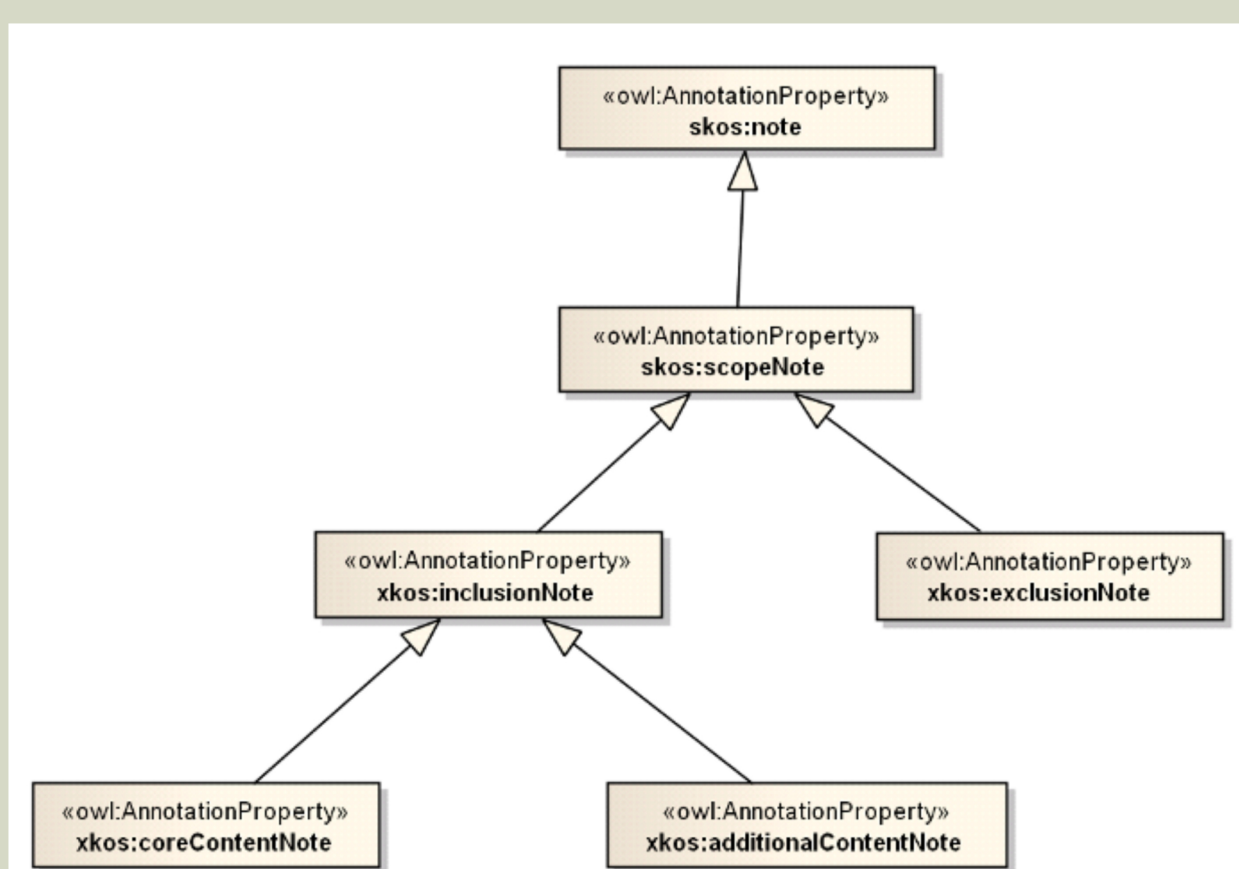 «owl:AnnotationProperty»
skos:note
«owl:AnnotationProperty»
skos:scopeNote
«owl:AnnotationProperty»
xkos:inclusionNote
«owl:AnnotationProperty»
xkos:exclusionNote
«owl:AnnotationProperty»
xkos:coreContentNote
«owl:AnnotationProperty»
xkos:additionalContentNote